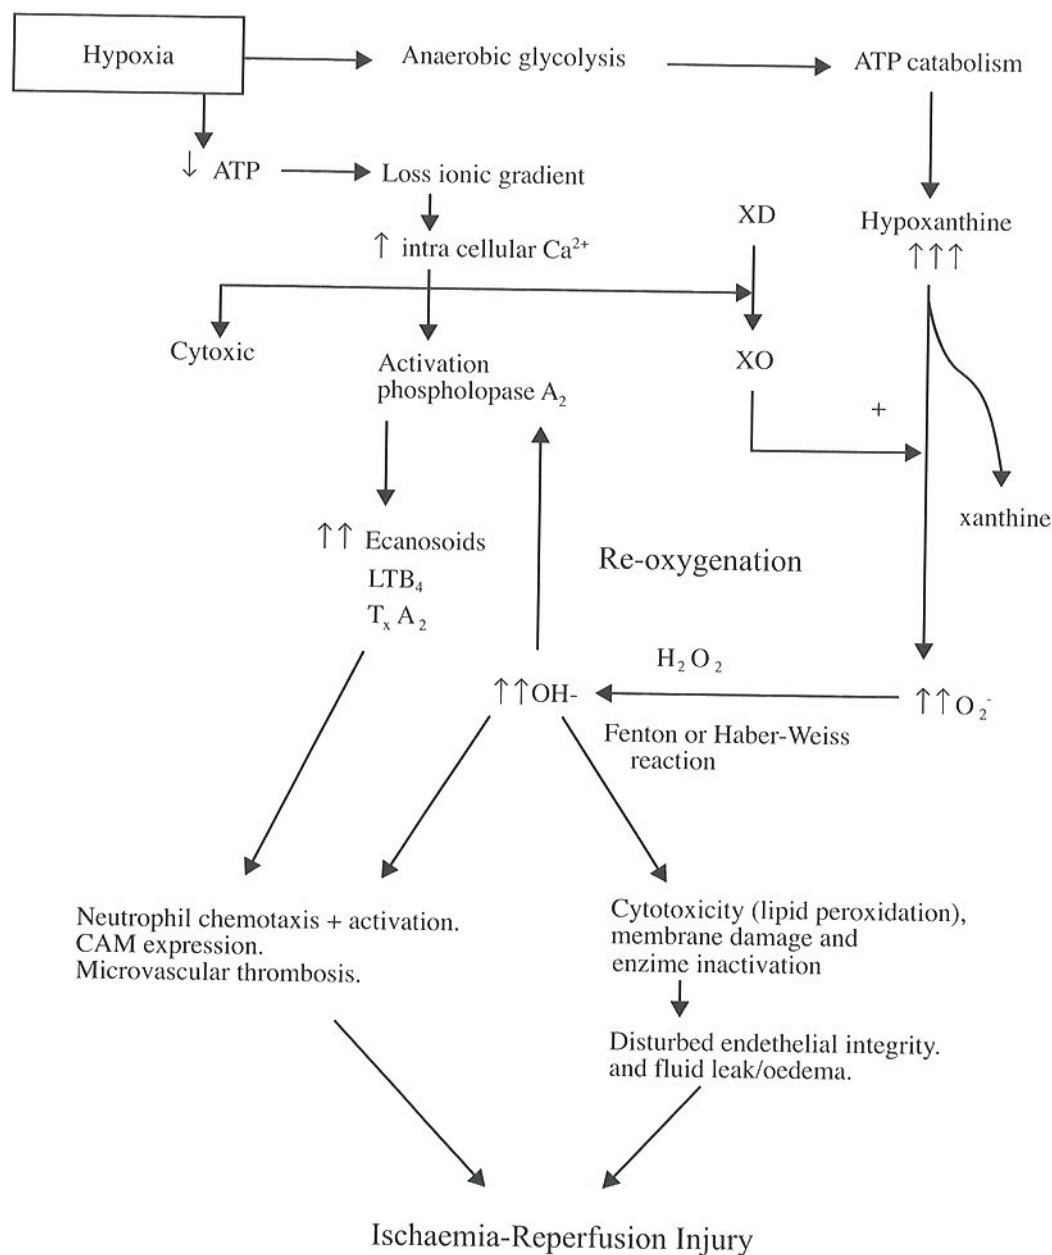 Hypoxia
Anaerobic glycolysis
ATP catabolism
↓ ATP
Loss ionic gradient
↑ intra cellular Ca²⁺
XD
Hypoxanthine
↑↑↑
Cytoxic
Activation
phospholopase A₂
XO
+
xanthine
↑↑ Ecanosoids
LTB₄
Tₓ A₂
Re-oxygenation
H₂O₂
↑↑OH-
↑↑O₂⁻
Fenton or Haber-Weiss
reaction
Neutrophil chemotaxis + activation.
CAM expression.
Microvascular thrombosis.
Cytotoxicity (lipid peroxidation),
membrane damage and
enzime inactivation
Disturbed endethelial integrity.
and fluid leak/oedema.
Ischaemia-Reperfusion Injury